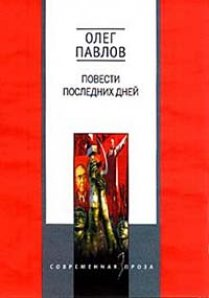 ОЛЕГ
ПАВЛОВ
ПОВЕСТИ
ПОСЛЕДНИХ ДНЕЙ
СОВРЕМЕННАЯ ПРОЗА